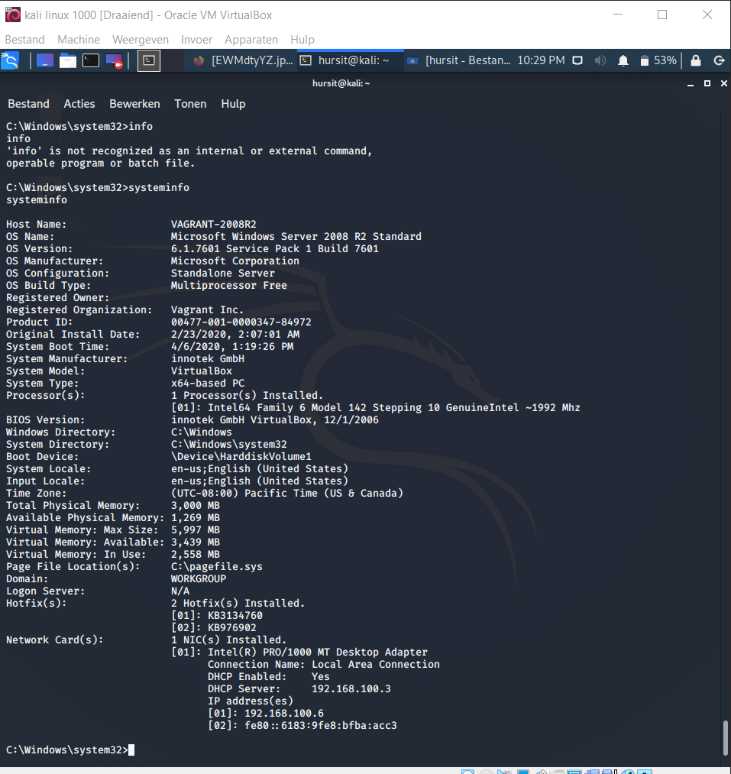 kali linux 1000 [Draaiend] - Oracle VM VirtualBox
Bestand Machine Weergeven Invoer Apparaten Hulp
[EWMdtyYZ.jp... hursit@kali: ~ [hursit - Bestan... 10:29 PM 53%
hursit@kali: ~
Bestand Acties Bewerken Tonen Hulp
C:\Windows\system32>info
info
'info' is not recognized as an internal or external command,
operable program or batch file.
C:\Windows\system32>systeminfo
systeminfo
Host Name: VAGRANT-2008R2
OS Name: Microsoft Windows Server 2008 R2 Standard
OS Version: 6.1.7601 Service Pack 1 Build 7601
OS Manufacturer: Microsoft Corporation
OS Configuration: Standalone Server
OS Build Type: Multiprocessor Free
Registered Owner:
Registered Organization: Vagrant Inc.
Product ID: 00477-001-0000347-84972
Original Install Date: 2/23/2020, 2:07:01 AM
System Boot Time: 4/6/2020, 1:19:26 PM
System Manufacturer: innotek GmbH
System Model: VirtualBox
System Type: x64-based PC
Processor(s): 1 Processor(s) Installed.
[01]: Intel64 Family 6 Model 142 Stepping 10 GenuineIntel ~1992 Mhz
BIOS Version: innotek GmbH VirtualBox, 12/1/2006
Windows Directory: C:\Windows
System Directory: C:\Windows\system32
Boot Device: \Device\HarddiskVolume1
System Locale: en-us;English (United States)
Input Locale: en-us;English (United States)
Time Zone: (UTC-08:00) Pacific Time (US & Canada)
Total Physical Memory: 3,000 MB
Available Physical Memory: 1,269 MB
Virtual Memory: Max Size: 5,997 MB
Virtual Memory: Available: 3,439 MB
Virtual Memory: In Use: 2,558 MB
Page File Location(s): C:\pagefile.sys
Domain: WORKGROUP
Logon Server: N/A
Hotfix(s): 2 Hotfix(s) Installed.
[01]: KB3134760
[02]: KB976902
Network Card(s): 1 NIC(s) Installed.
[01]: Intel(R) PRO/1000 MT Desktop Adapter
Connection Name: Local Area Connection
DHCP Enabled: Yes
DHCP Server: 192.168.100.3
IP address(es)
[01]: 192.168.100.6
[02]: fe80::6183:9fe8:bfba:acc3
C:\Windows\system32>